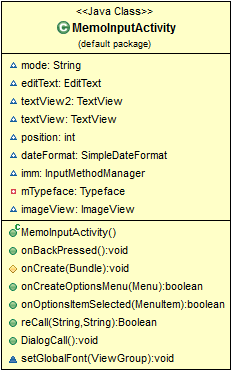 <<Java Class>>
MemoInputActivity
(default package)
mode: String
editText: EditText
textView2: TextView
textView: TextView
position: int
dateFormat: SimpleDateFormat
imm: InputMethodManager
mTypeface: Typeface
imageView: ImageView
MemoInputActivity()
onBackPressed():void
onCreate(Bundle):void
onCreateOptionsMenu(Menu):boolean
onOptionsItemSelected(MenuItem):boolean
reCall(String,String):Boolean
DialogCall():void
setGlobalFont(ViewGroup):void